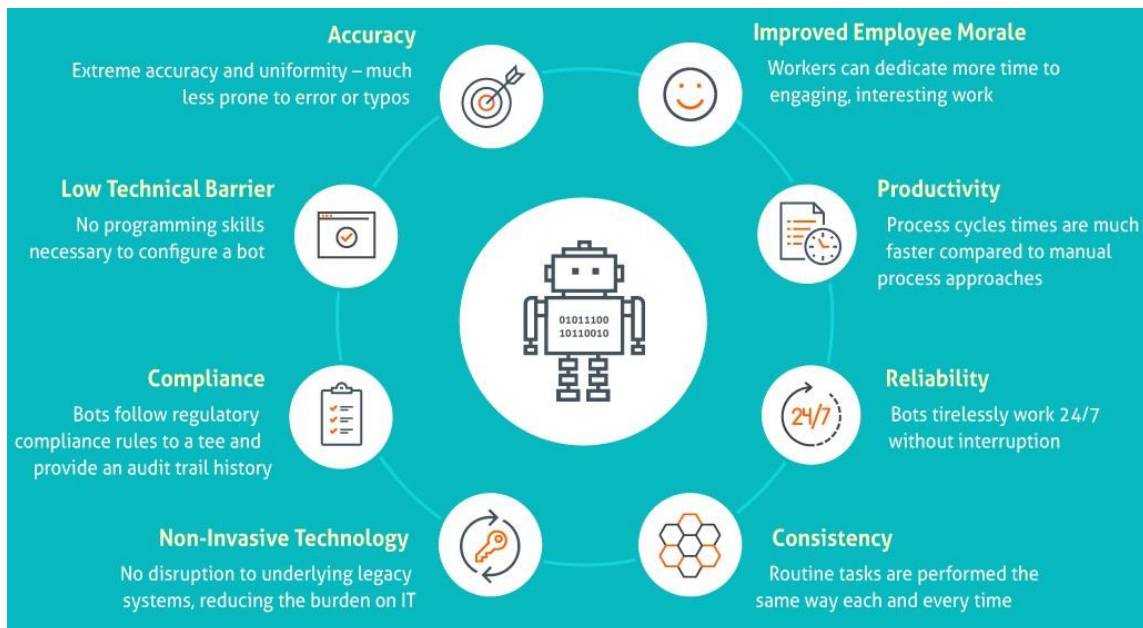 Accuracy
Extreme accuracy and uniformity – much
less prone to error or typos
Improved Employee Morale
Workers can dedicate more time to
engaging, interesting work
Low Technical Barrier
No programming skills
necessary to configure a bot
Productivity
Process cycles times are much
faster compared to manual
process approaches
01011100
10110010
Compliance
Bots follow regulatory
compliance rules to a tee and
provide an audit trail history
24/7
Reliability
Bots tirelessly work 24/7
without interruption
Non-Invasive Technology
No disruption to underlying legacy
systems, reducing the burden on IT
Consistency
Routine tasks are performed the
same way each and every time